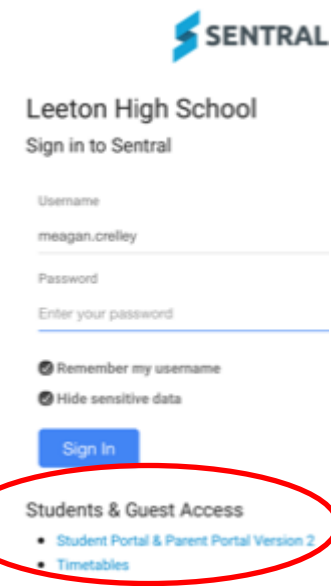 SENTRAL
Leeton High School
Sign in to Sentral
Username
meagan.crelley
Password
Enter your password
Remember my username
Hide sensitive data
Sign In
Students & Guest Access
Student Portal & Parent Portal Version 2
Timetables